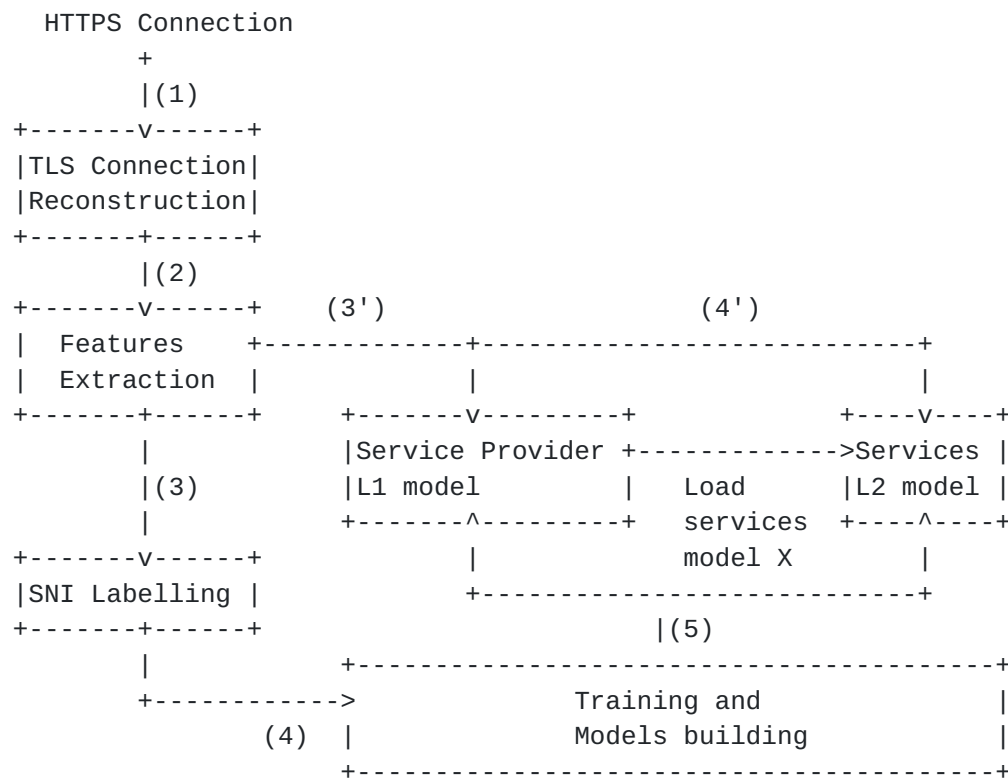 HTTPS Connection
+
|(1)
+-------v------+
|TLS Connection|
|Reconstruction|
+-------+------+
|(2)
+-------v------+    (3')                    (4')
|  Features    +-------------+----------------------------+
|  Extraction  |             |                            |
+-------+------+     +-------v---------+             +----v----+
|            |Service Provider +------------->Services |
|(3)         |L1 model         |   Load      |L2 model |
|            +-------^---------+   services  +----^----+
+-------v------+             |             model X        |
|SNI Labelling |             +----------------------------+
+-------+------+                         |(5)
|            +-----------------------------------------+
+------------>              Training and               |
(4)  |              Models building            |
+-----------------------------------------+